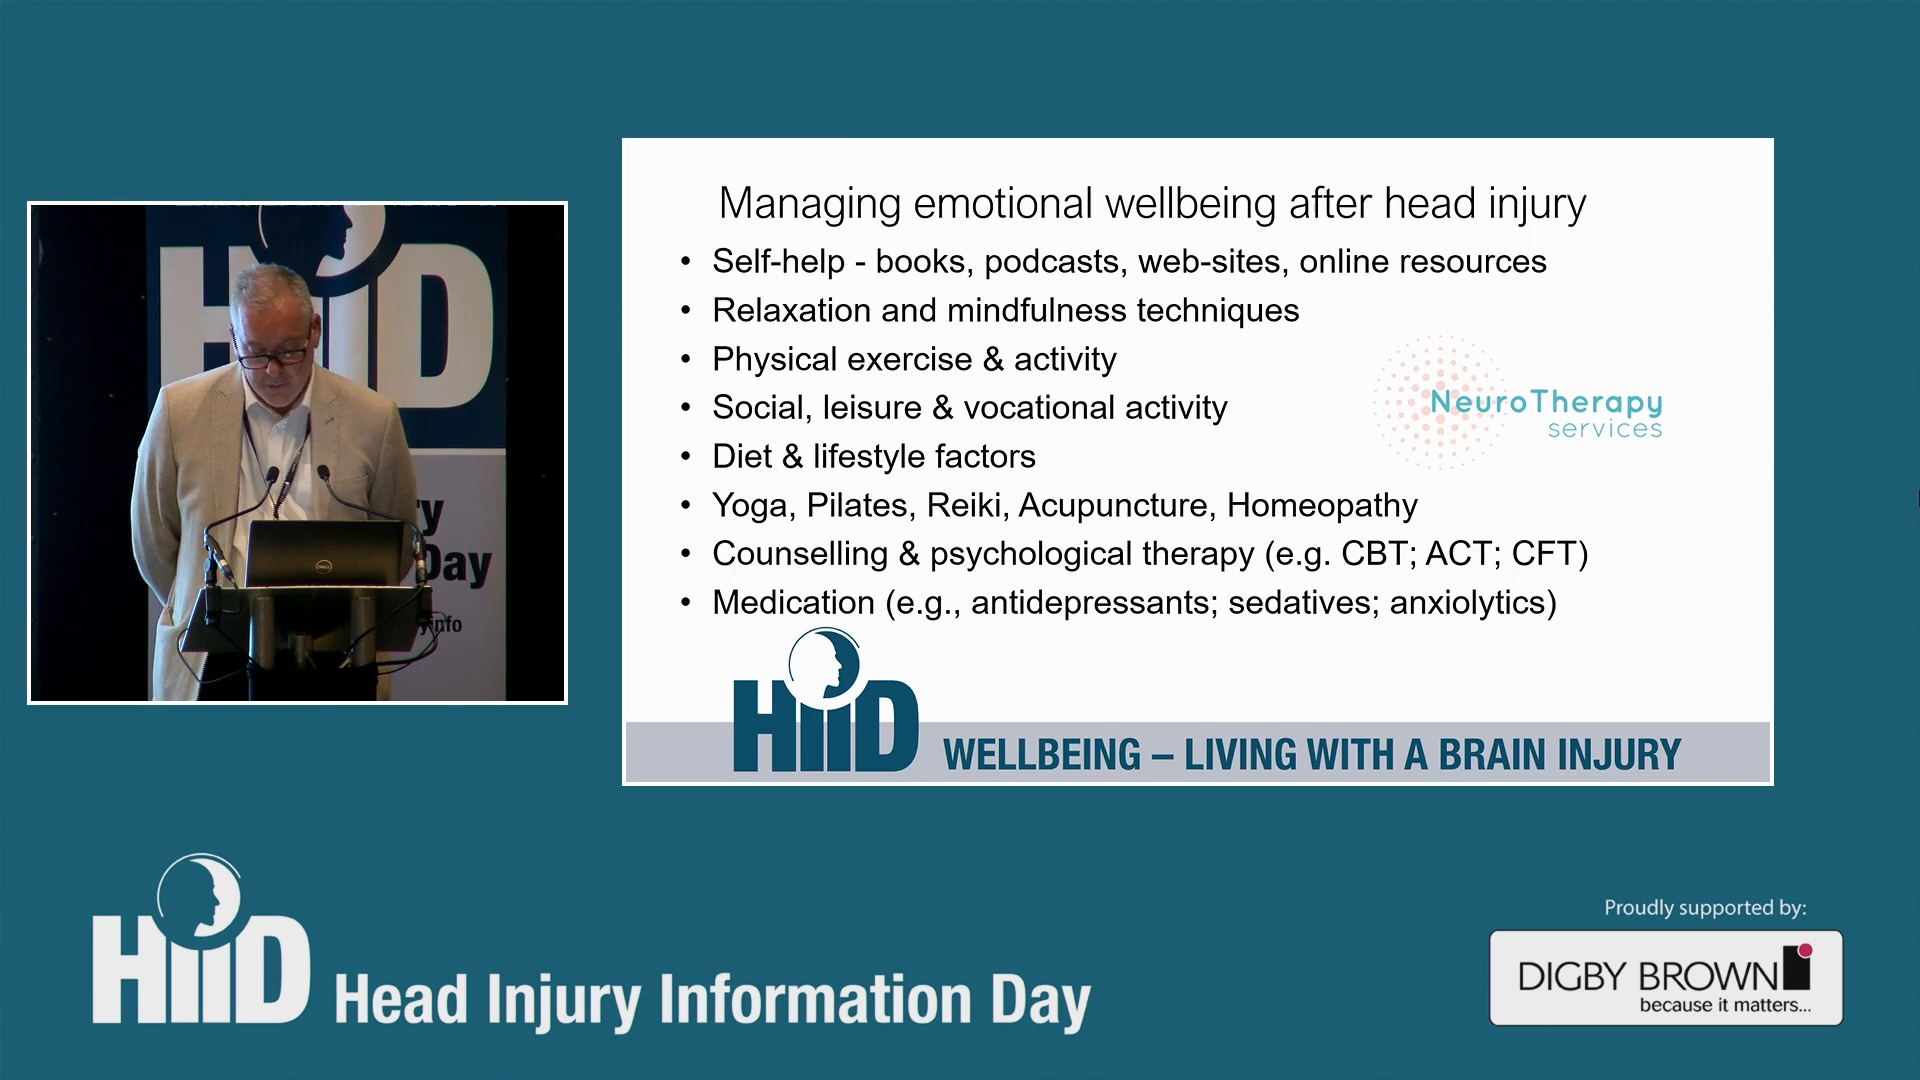 HiiD
ry
Day
yinfo
DELL
Managing emotional wellbeing after head injury
• Self-help - books, podcasts, web-sites, online resources
• Relaxation and mindfulness techniques
• Physical exercise & activity
• Social, leisure & vocational activity
• Diet & lifestyle factors
• Yoga, Pilates, Reiki, Acupuncture, Homeopathy
• Counselling & psychological therapy (e.g. CBT; ACT; CFT)
• Medication (e.g., antidepressants; sedatives; anxiolytics)
NeuroTherapy
services
HiiD WELLBEING – LIVING WITH A BRAIN INJURY
HiiD Head Injury Information Day
Proudly supported by:
DIGBY BROWN
because it matters...